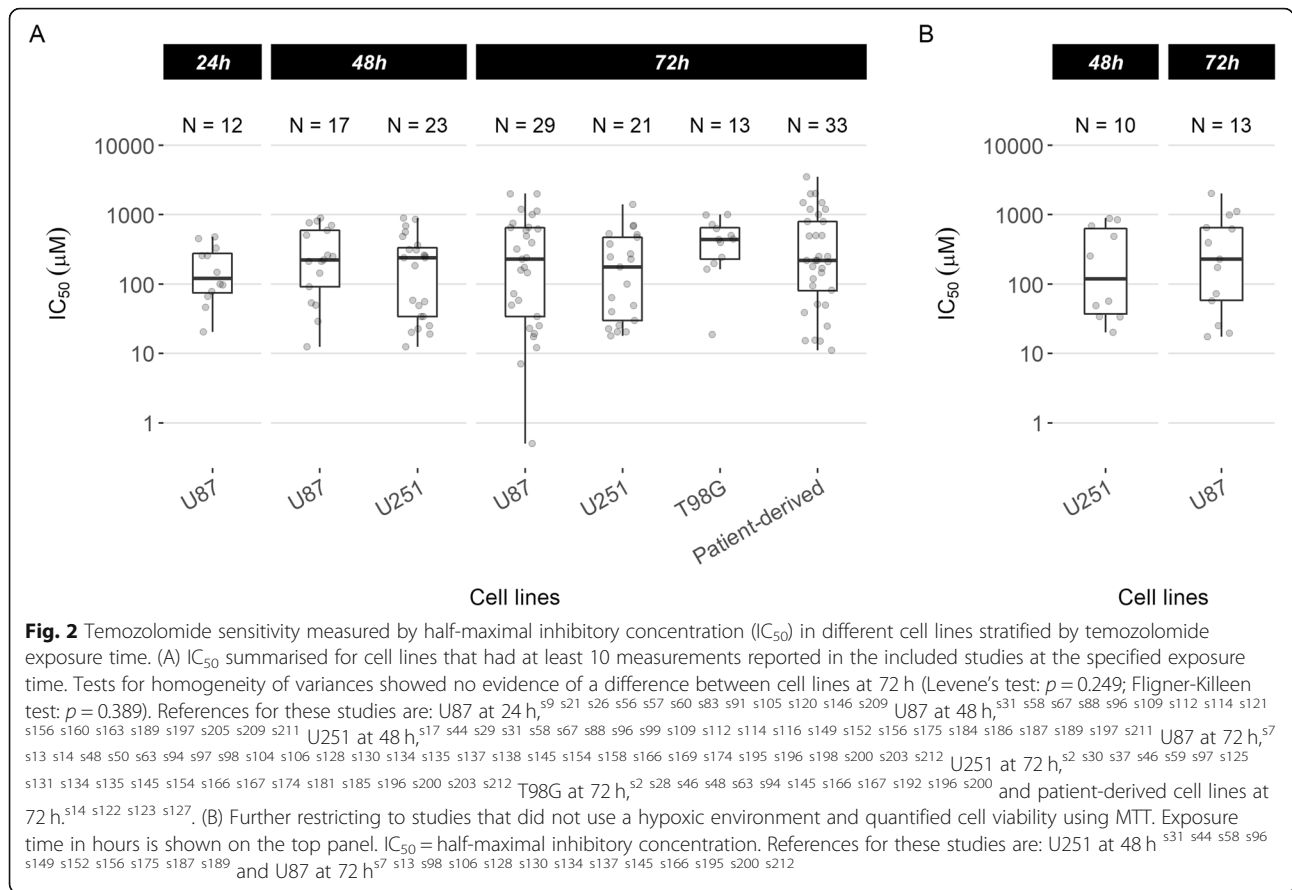 A
B
24h 48h 72h 48h 72h
N = 12 N = 17 N = 23 N = 29 N = 21 N = 13 N = 33 N = 10 N = 13
10000 10000
1000 1000
100 100
10 10
1 1
IC50 (μM) IC50 (μM)
U87 U87 U251 U87 U251 T98G Patient-derived U251 U87
Cell lines Cell lines
Fig. 2 Temozolomide sensitivity measured by half-maximal inhibitory concentration (IC50) in different cell lines stratified by temozolomide
exposure time. (A) IC50 summarised for cell lines that had at least 10 measurements reported in the included studies at the specified exposure
time. Tests for homogeneity of variances showed no evidence of a difference between cell lines at 72 h (Levene's test: p = 0.249; Fligner-Killeen
test: p = 0.389). References for these studies are: U87 at 24 h,s9 s21 s26 s56 s57 s60 s83 s91 s105 s120 s146 s209 U87 at 48 h,s31 s58 s67 s88 s96 s109 s112 s114 s121
s156 s160 s163 s189 s197 s205 s209 s211 U251 at 48 h,s17 s44 s29 s31 s58 s67 s88 s96 s99 s109 s112 s114 s116 s149 s152 s156 s175 s184 s186 s187 s189 s197 s211 U87 at 72 h,s7
s13 s14 s48 s50 s63 s94 s97 s98 s104 s106 s128 s130 s134 s135 s137 s138 s145 s154 s158 s166 s169 s174 s195 s196 s198 s200 s203 s212 U251 at 72 h,s2 s30 s37 s46 s59 s97 s125
s131 s134 s135 s145 s154 s166 s167 s174 s181 s185 s196 s200 s203 s212 T98G at 72 h,s2 s28 s46 s48 s63 s94 s145 s166 s167 s192 s196 s200 and patient-derived cell lines at
72 h.s14 s122 s123 s127. (B) Further restricting to studies that did not use a hypoxic environment and quantified cell viability using MTT. Exposure
time in hours is shown on the top panel. IC50 = half-maximal inhibitory concentration. References for these studies are: U251 at 48 h s31 s44 s58 s96
s149 s152 s156 s175 s187 s189 and U87 at 72 hs7 s13 s98 s106 s128 s130 s134 s137 s145 s166 s195 s200 s212